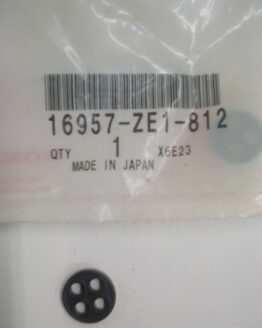 16957-ZE1-812
QTY 1 X6E23
MADE IN JAPAN